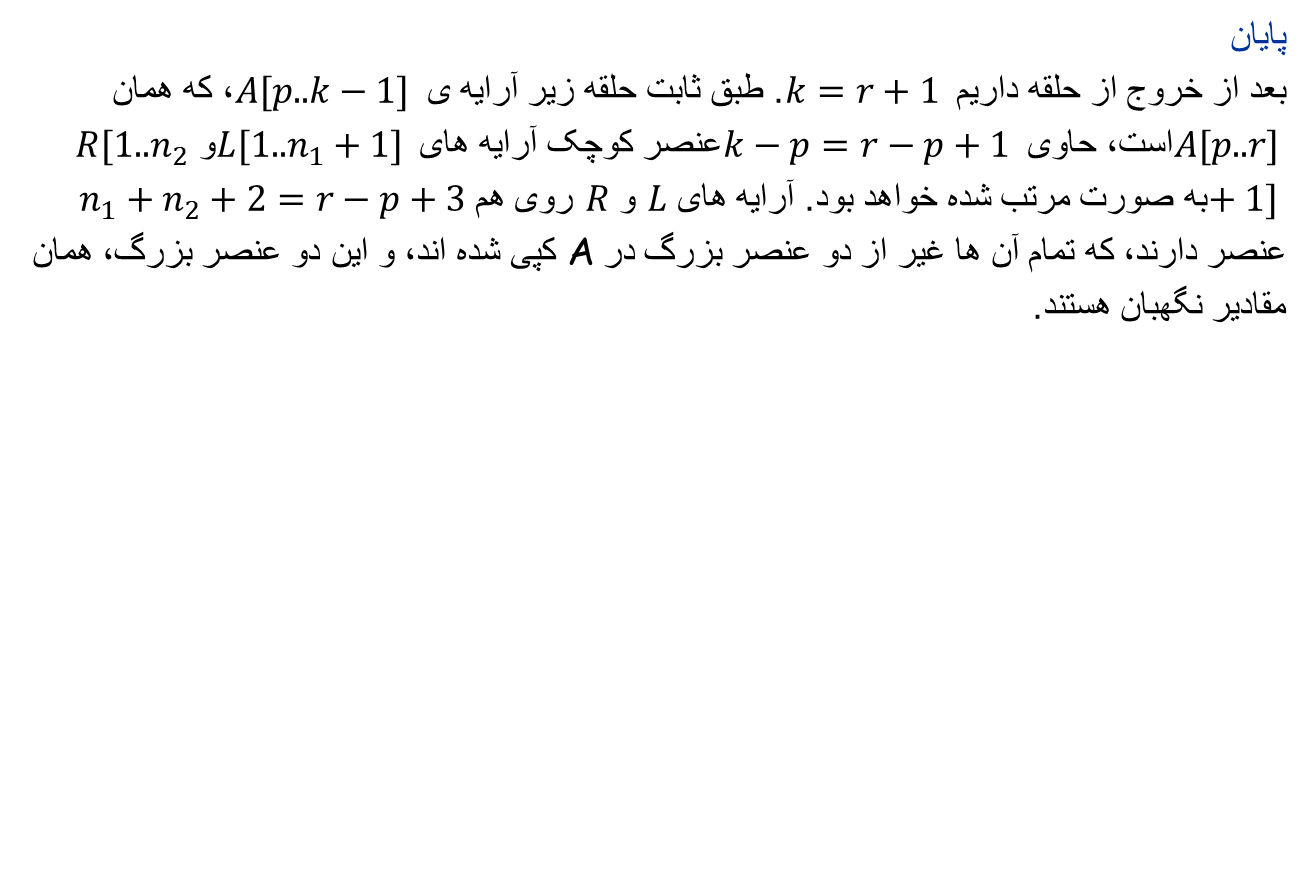 پایان
بعد از خروج از حلقه داریم k = r + 1. طبق ثابت حلقه زیر آرایه ی A[p..k − 1]، که همان
A[p..r] است، حاوی k − p = r − p + 1 عنصر کوچک آرایه های L[1..n₁ + 1] و R[1..n₂
+ 1] به صورت مرتب شده خواهد بود. آرایه های L و R روی هم n₁ + n₂ + 2 = r − p + 3
عنصر دارند، که تمام آن ها غیر از دو عنصر بزرگ در A کپی شده اند، و این دو عنصر بزرگ، همان
مقادیر نگهبان هستند.